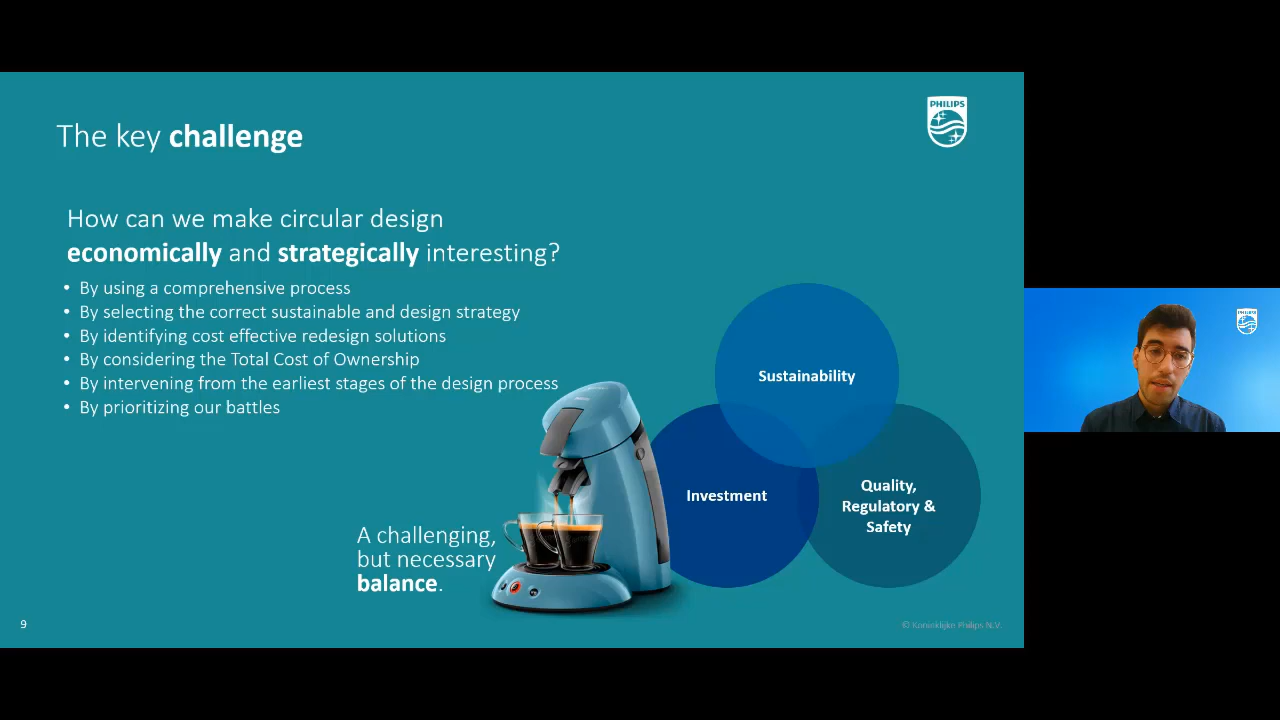 The key challenge
PHILIPS
How can we make circular design
economically and strategically interesting?
• By using a comprehensive process
• By selecting the correct sustainable and design strategy
• By identifying cost effective redesign solutions
• By considering the Total Cost of Ownership
• By intervening from the earliest stages of the design process
• By prioritizing our battles
Sustainability
Investment
Quality,
Regulatory &
Safety
A challenging,
but necessary
balance.
9
© Koninklijke Philips N.V.